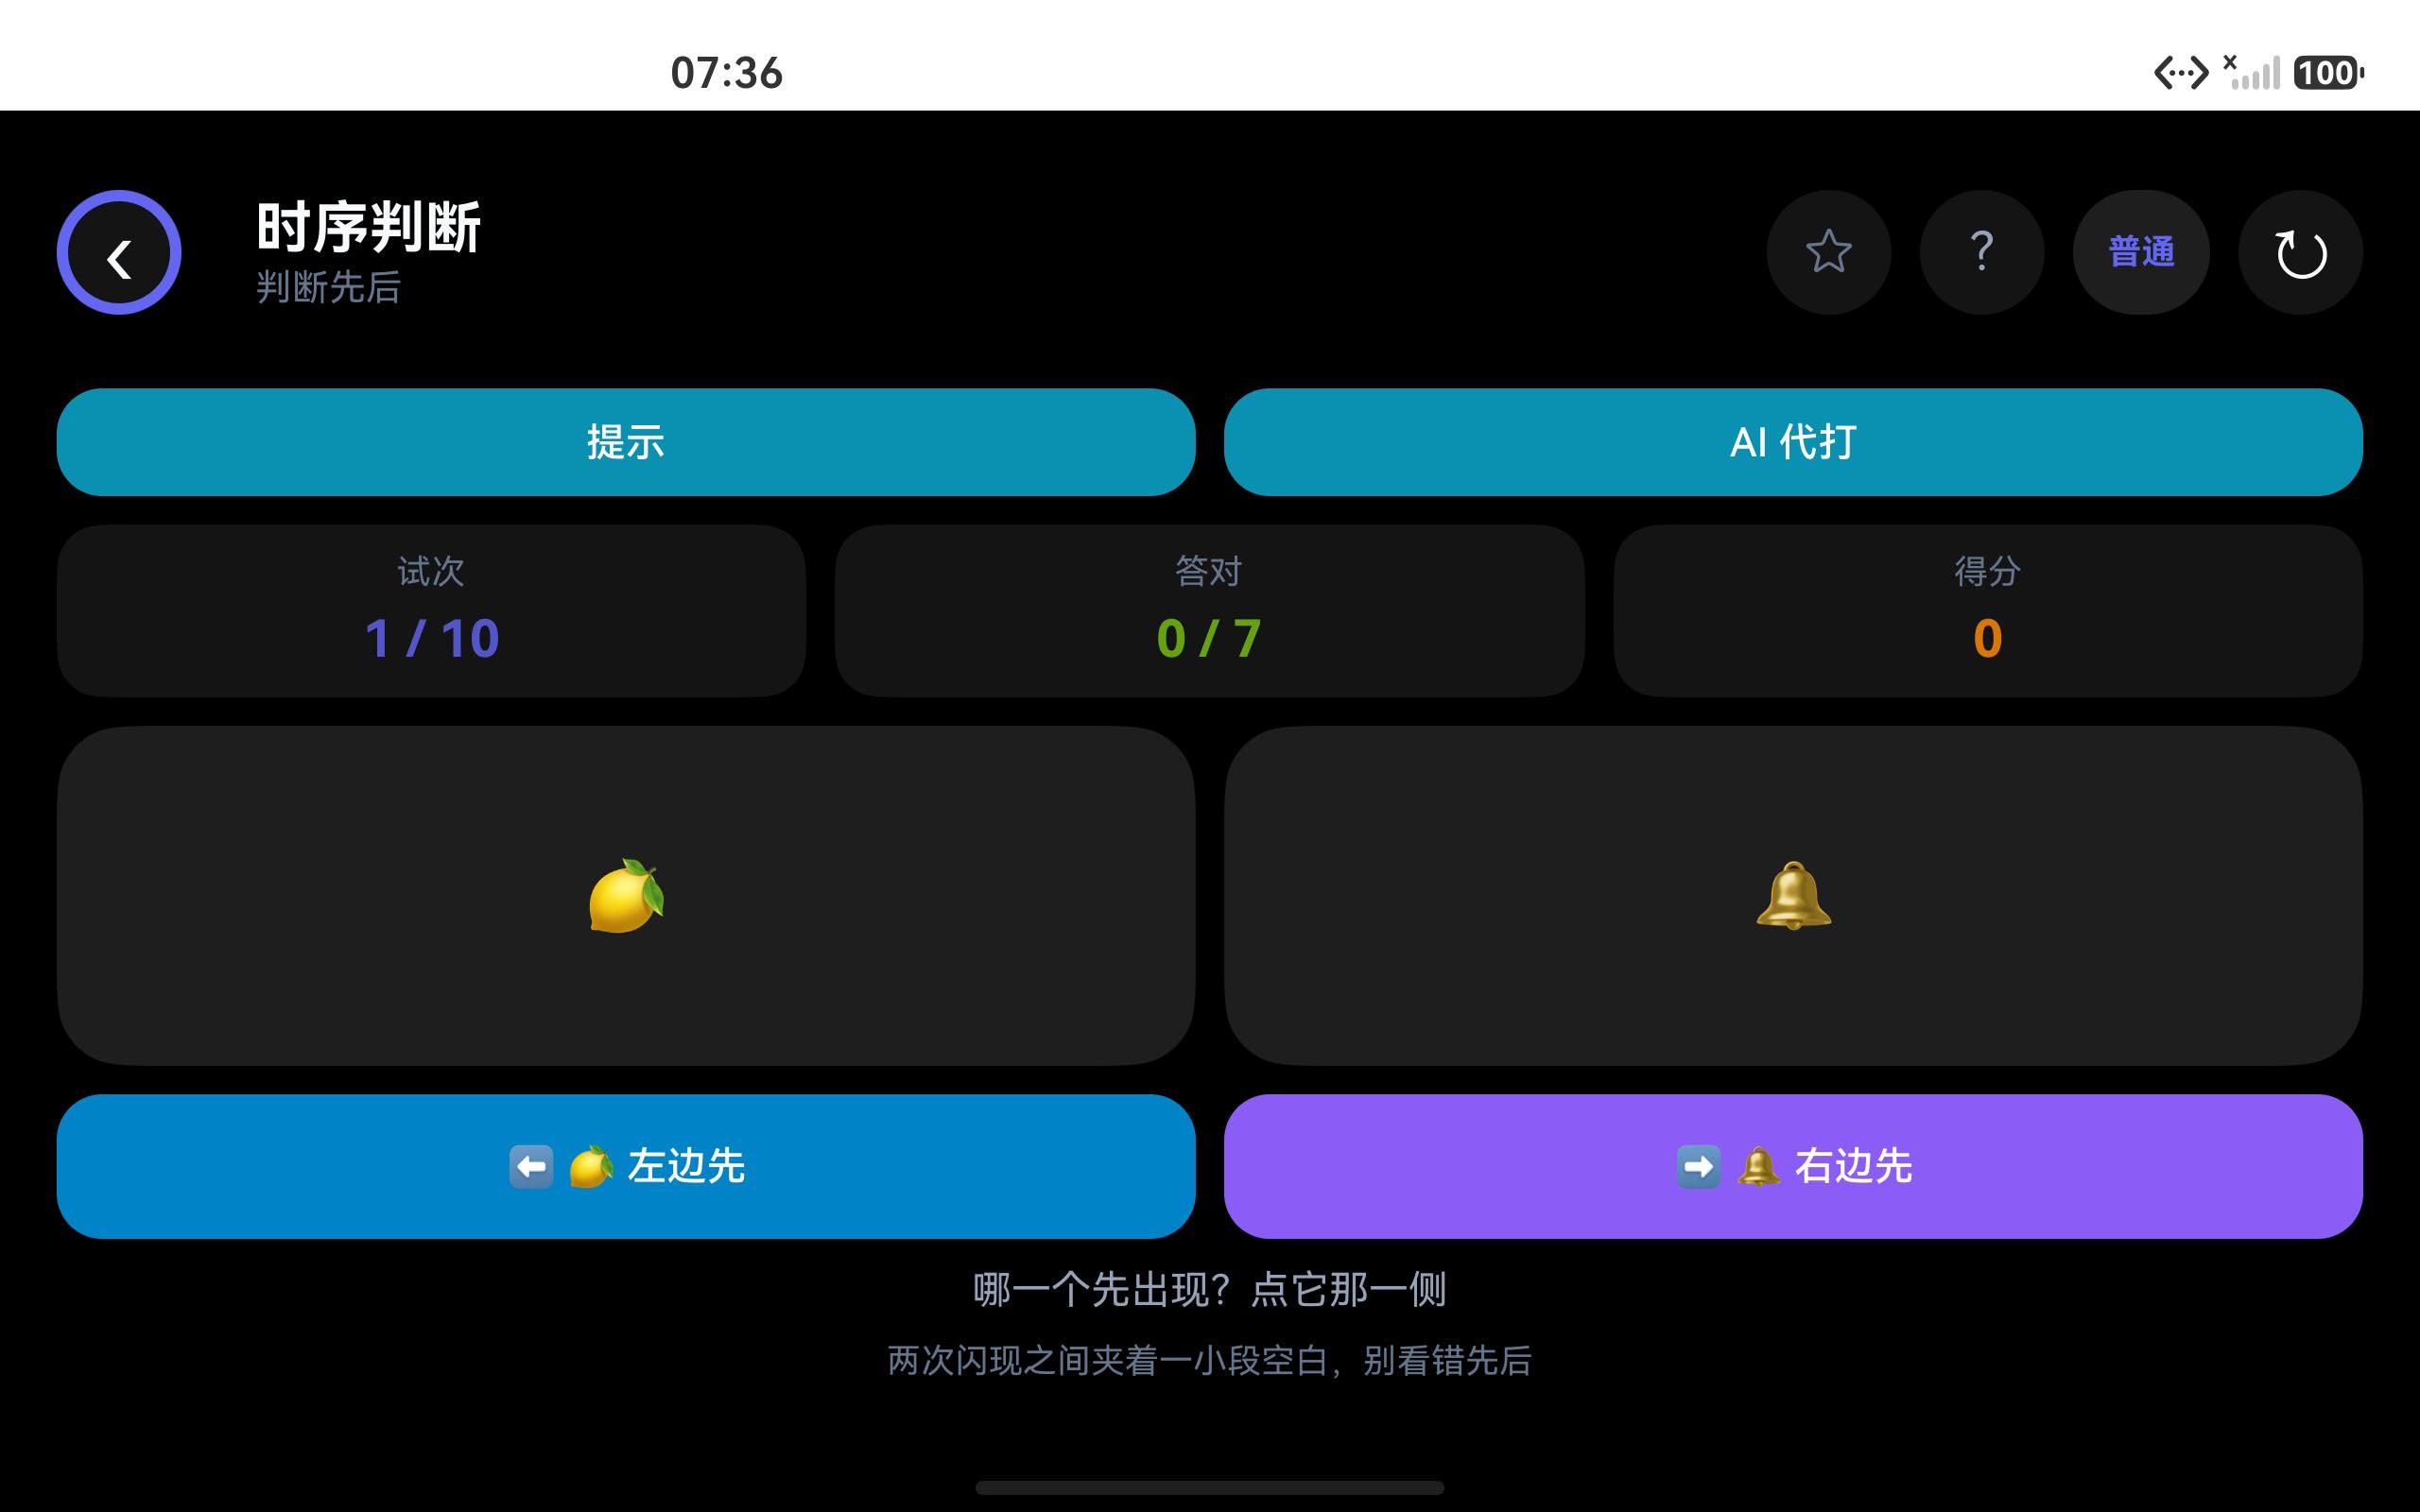 07:36
100
时序判断
判断先后
?
普通
提示
AI 代打
试次
1 / 10
答对
0 / 7
得分
0
左边先
右边先
哪一个先出现？点它那一侧
两次闪现之间夹着一小段空白，别看错先后